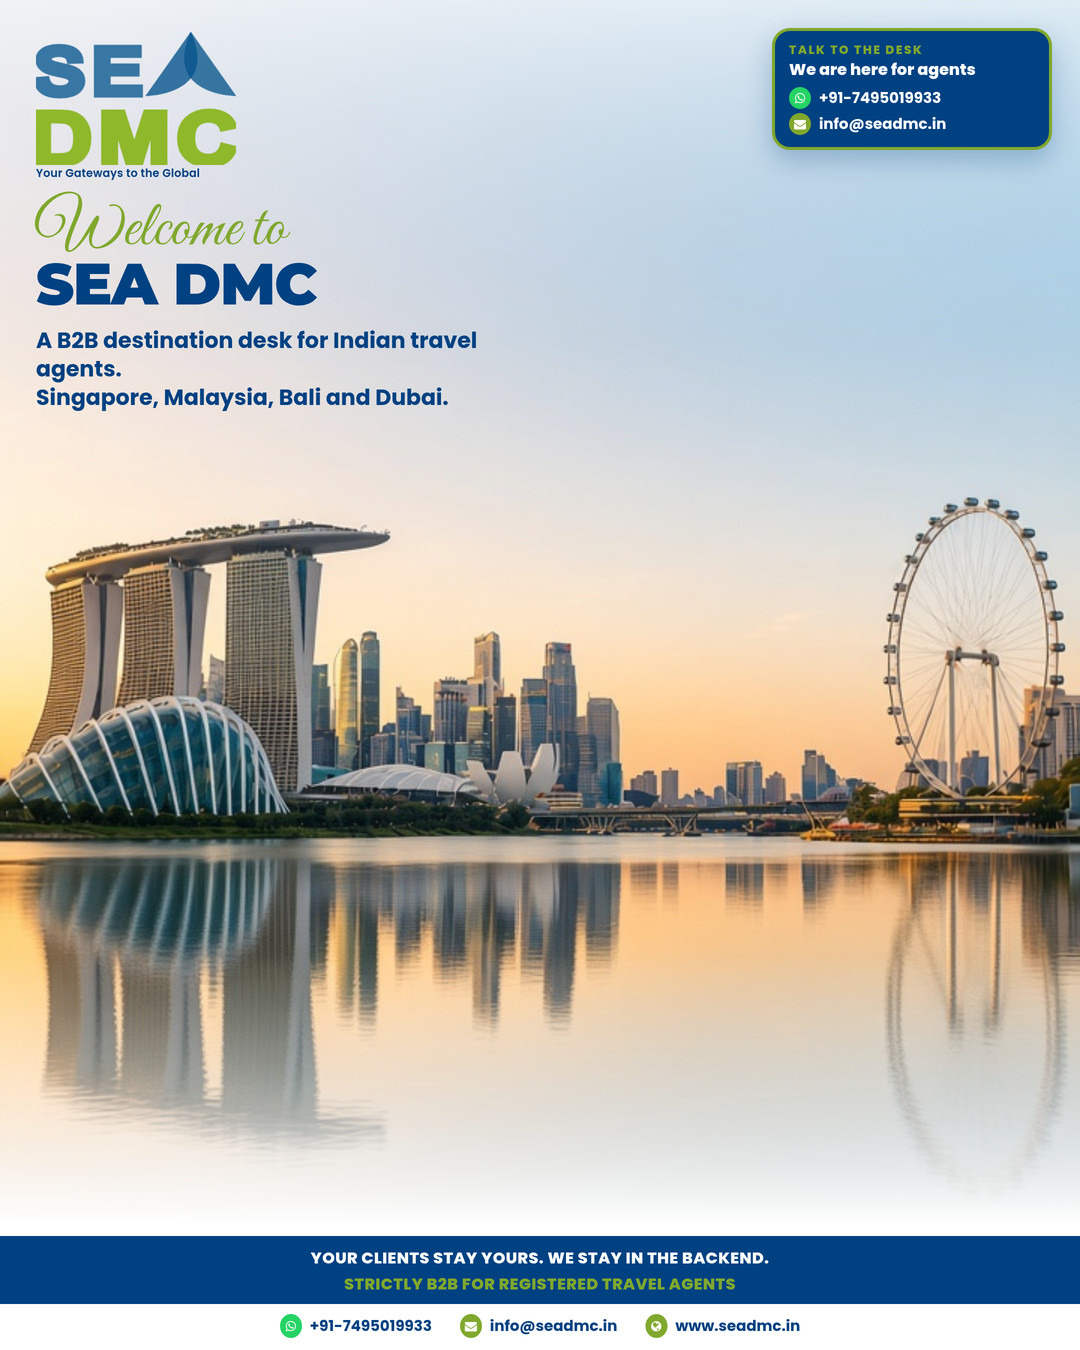 SEA
DMC
Your Gateways to the Global
TALK TO THE DESK
We are here for agents
+91-7495019933
info@seadmc.in
Welcome to
SEA DMC
A B2B destination desk for Indian travel
agents.
Singapore, Malaysia, Bali and Dubai.
YOUR CLIENTS STAY YOURS. WE STAY IN THE BACKEND.
STRICTLY B2B FOR REGISTERED TRAVEL AGENTS
+91-7495019933 info@seadmc.in www.seadmc.in